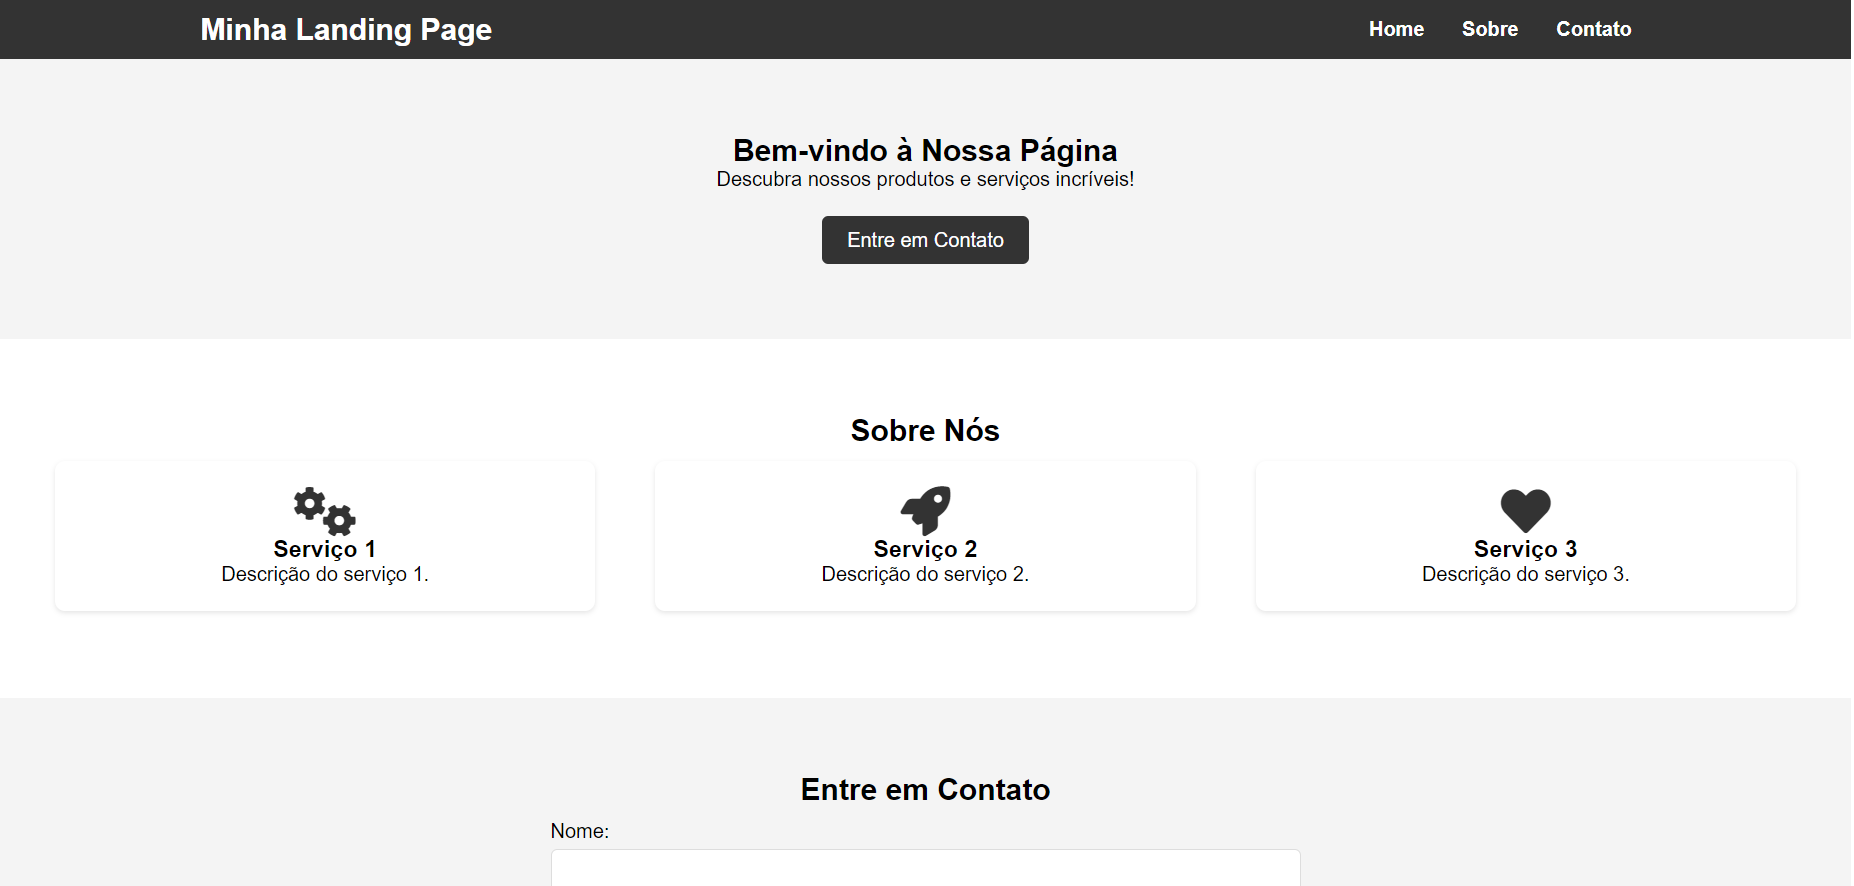 Minha Landing Page
Home Sobre Contato
Bem-vindo à Nossa Página
Descubra nossos produtos e serviços incríveis!
Entre em Contato
Sobre Nós
Serviço 1
Descrição do serviço 1.
Serviço 2
Descrição do serviço 2.
Serviço 3
Descrição do serviço 3.
Entre em Contato
Nome: